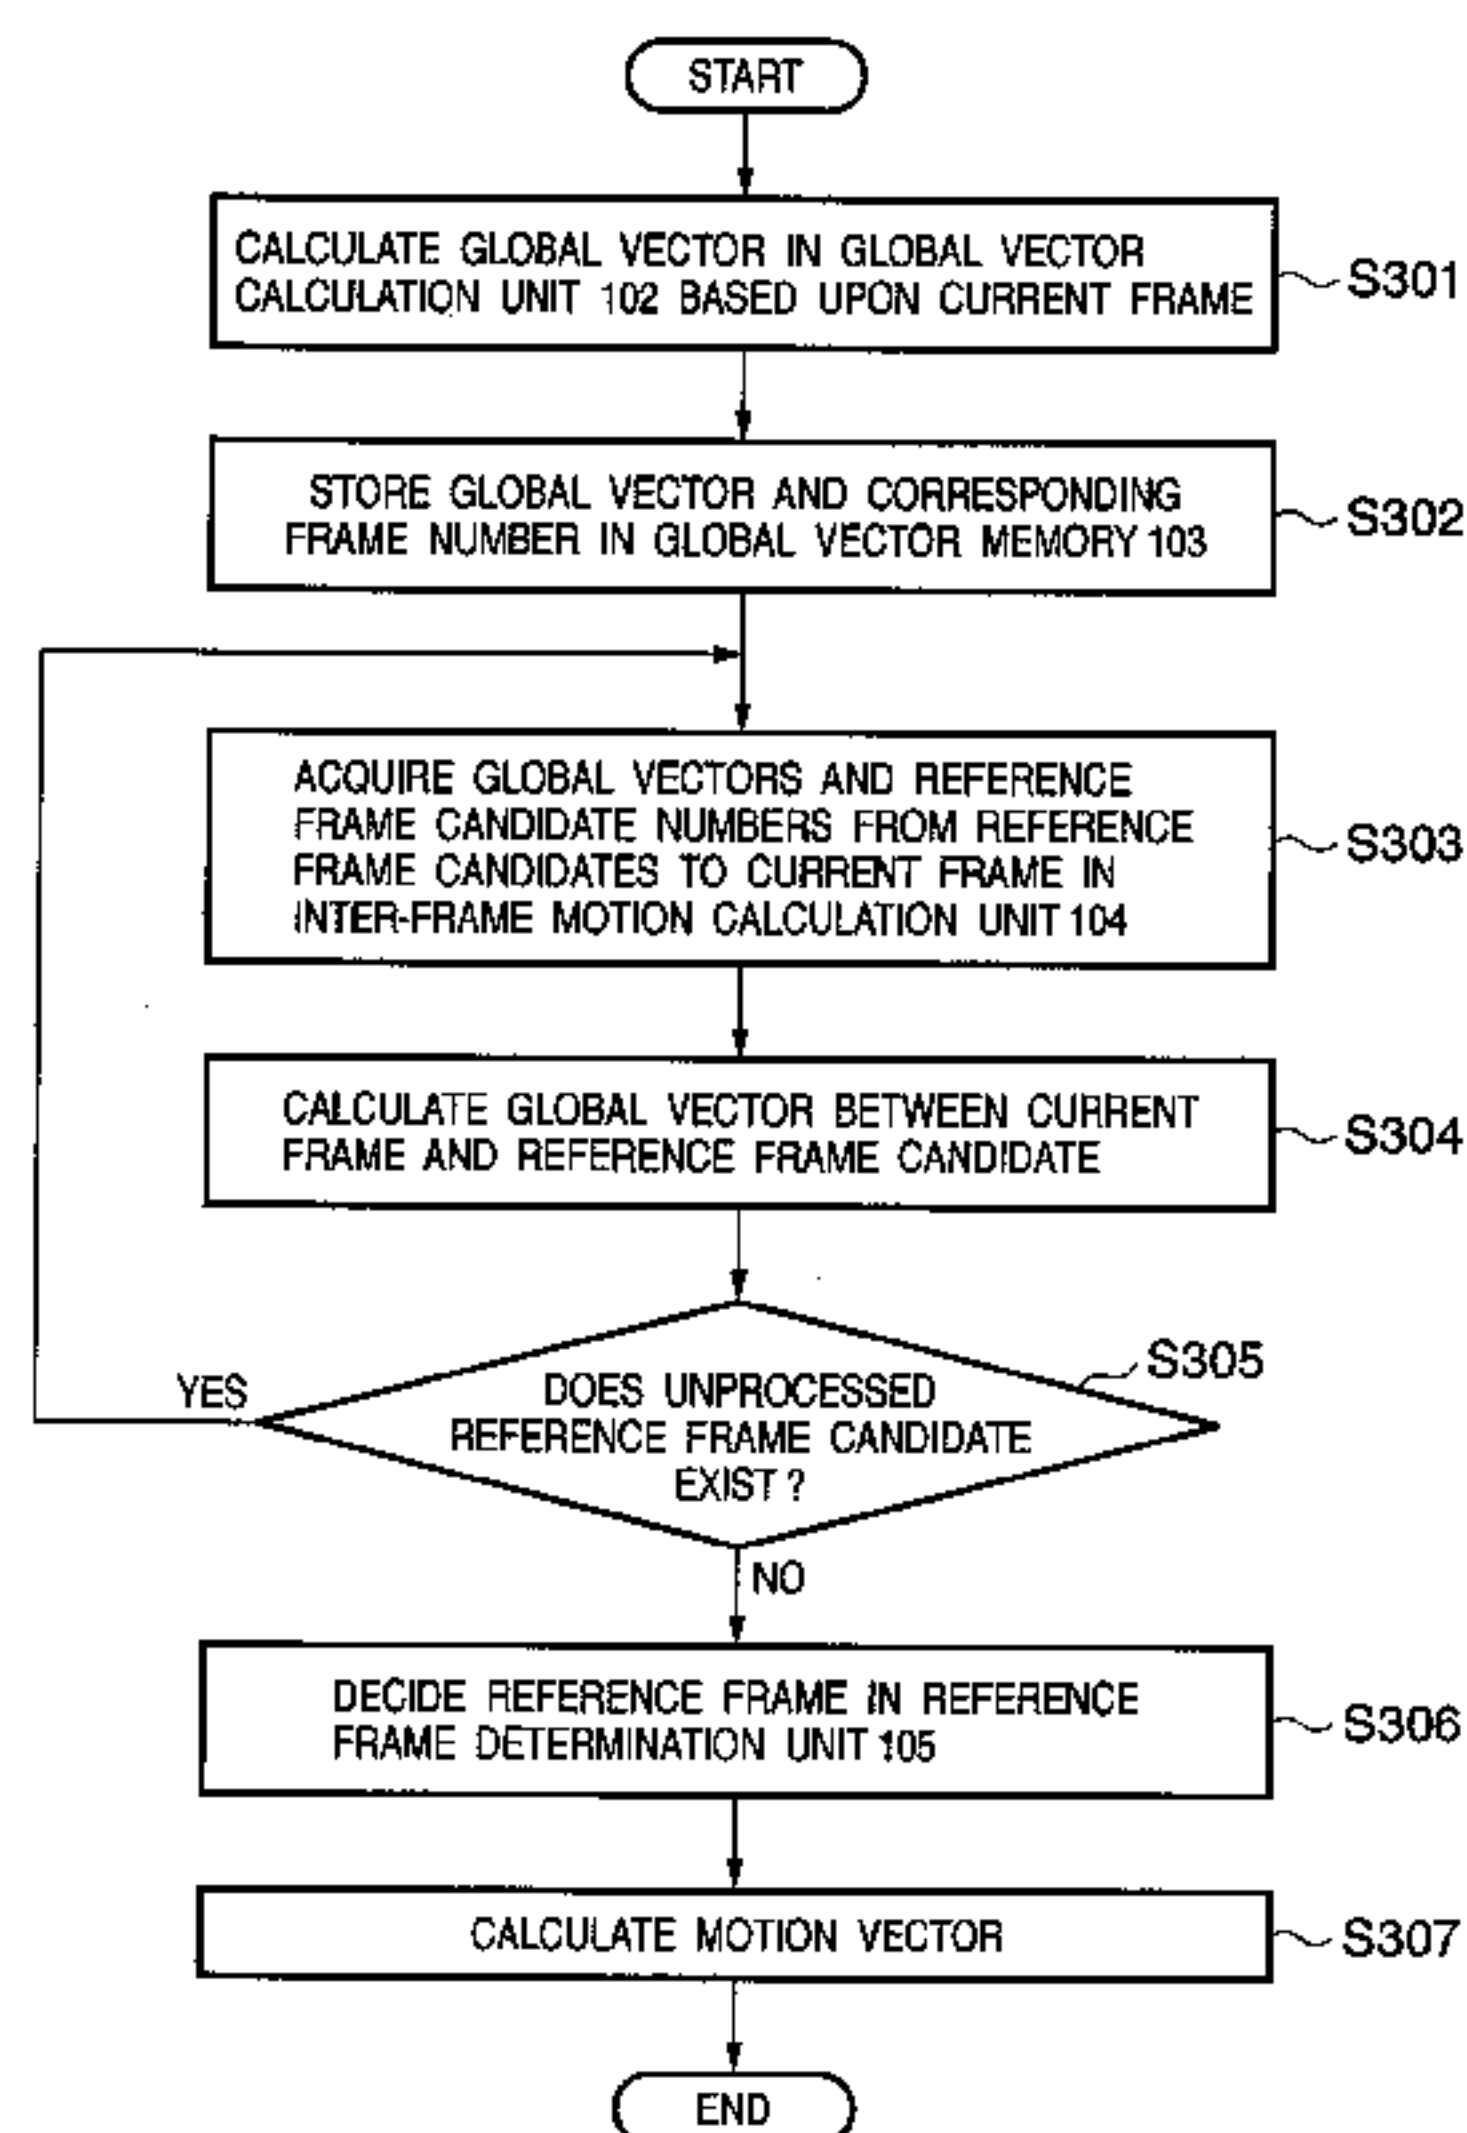 START
CALCULATE GLOBAL VECTOR IN GLOBAL VECTOR
CALCULATION UNIT 102 BASED UPON CURRENT FRAME
S301
STORE GLOBAL VECTOR AND CORRESPONDING
FRAME NUMBER IN GLOBAL VECTOR MEMORY 103
S302
ACQUIRE GLOBAL VECTORS AND REFERENCE
FRAME CANDIDATE NUMBERS FROM REFERENCE
FRAME CANDIDATES TO CURRENT FRAME IN
INTER-FRAME MOTION CALCULATION UNIT 104
S303
CALCULATE GLOBAL VECTOR BETWEEN CURRENT
FRAME AND REFERENCE FRAME CANDIDATE
S304
DOES UNPROCESSED
REFERENCE FRAME CANDIDATE
EXIST ?
S305
YES
NO
DECIDE REFERENCE FRAME IN REFERENCE
FRAME DETERMINATION UNIT 105
S306
CALCULATE MOTION VECTOR
S307
END